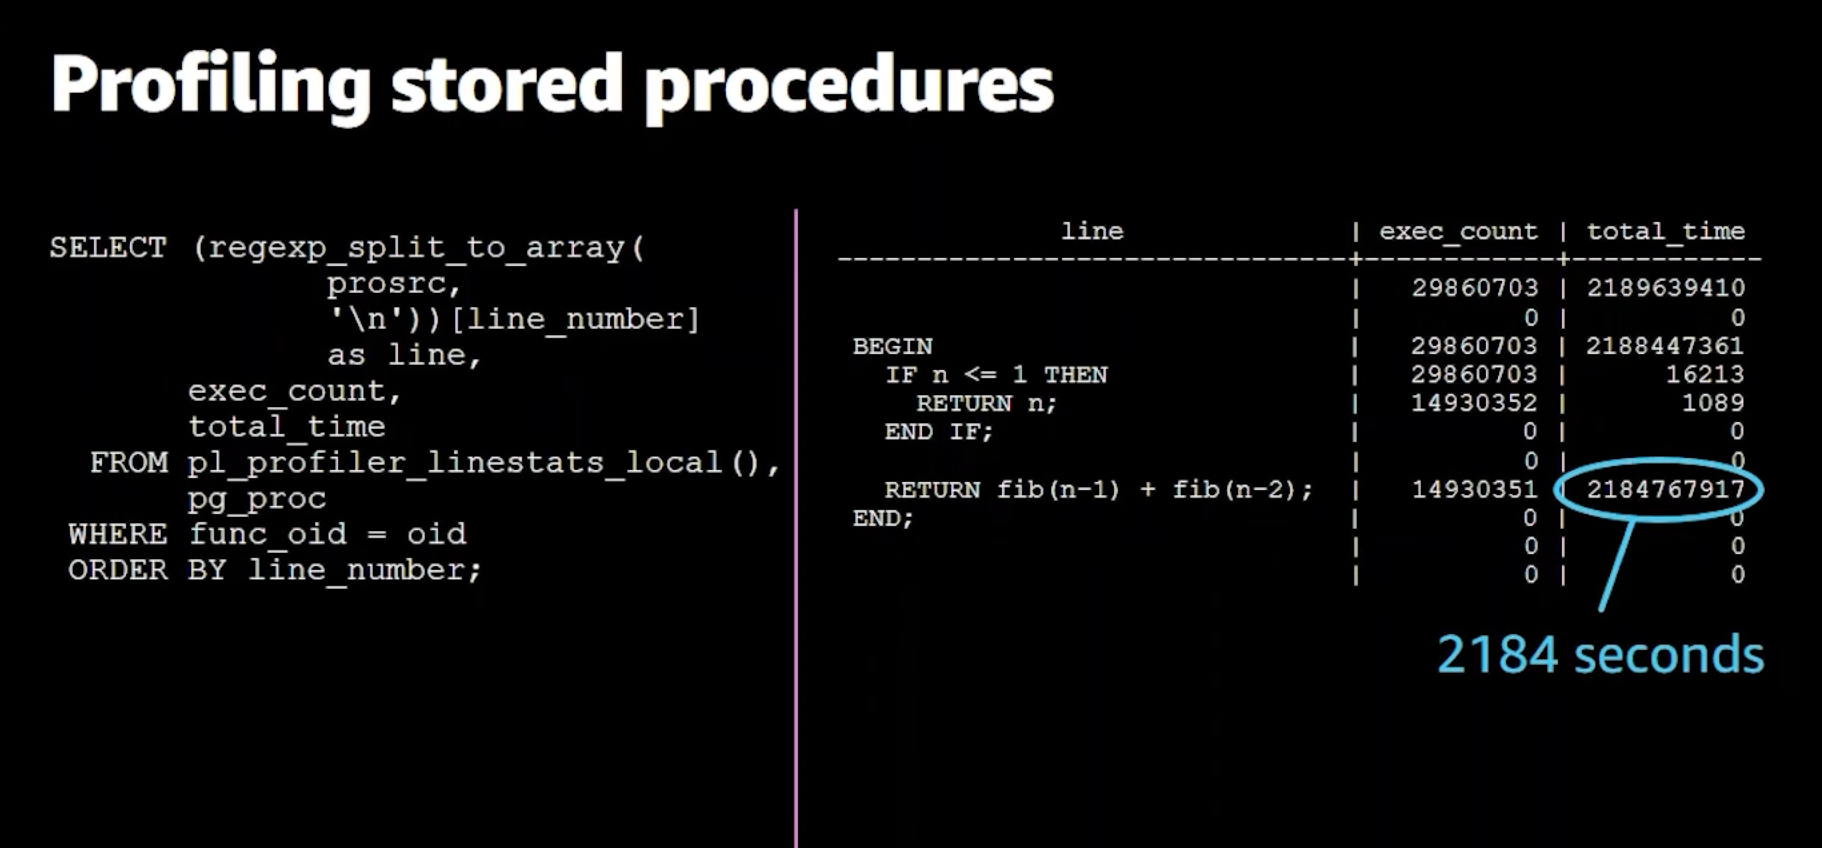 Profiling stored procedures
SELECT (regexp_split_to_array(
prosrc,
'\n'))[line_number]
as line,
exec_count,
total_time
FROM pl_profiler_linestats_local(),
pg_proc
WHERE func_oid = oid
ORDER BY line_number;
line | exec_count | total_time
--------------------------------+------------+------------
| 29860703 | 2189639410
| 0 | 0
BEGIN | 29860703 | 2188447361
IF n <= 1 THEN | 29860703 | 16213
RETURN n; | 14930352 | 1089
END IF; | 0 | 0
| 0 | 0
RETURN fib(n-1) + fib(n-2); | 14930351 | 2184767917
END; | 0 | 0
| 0 | 0
| 0 | 0
2184 seconds